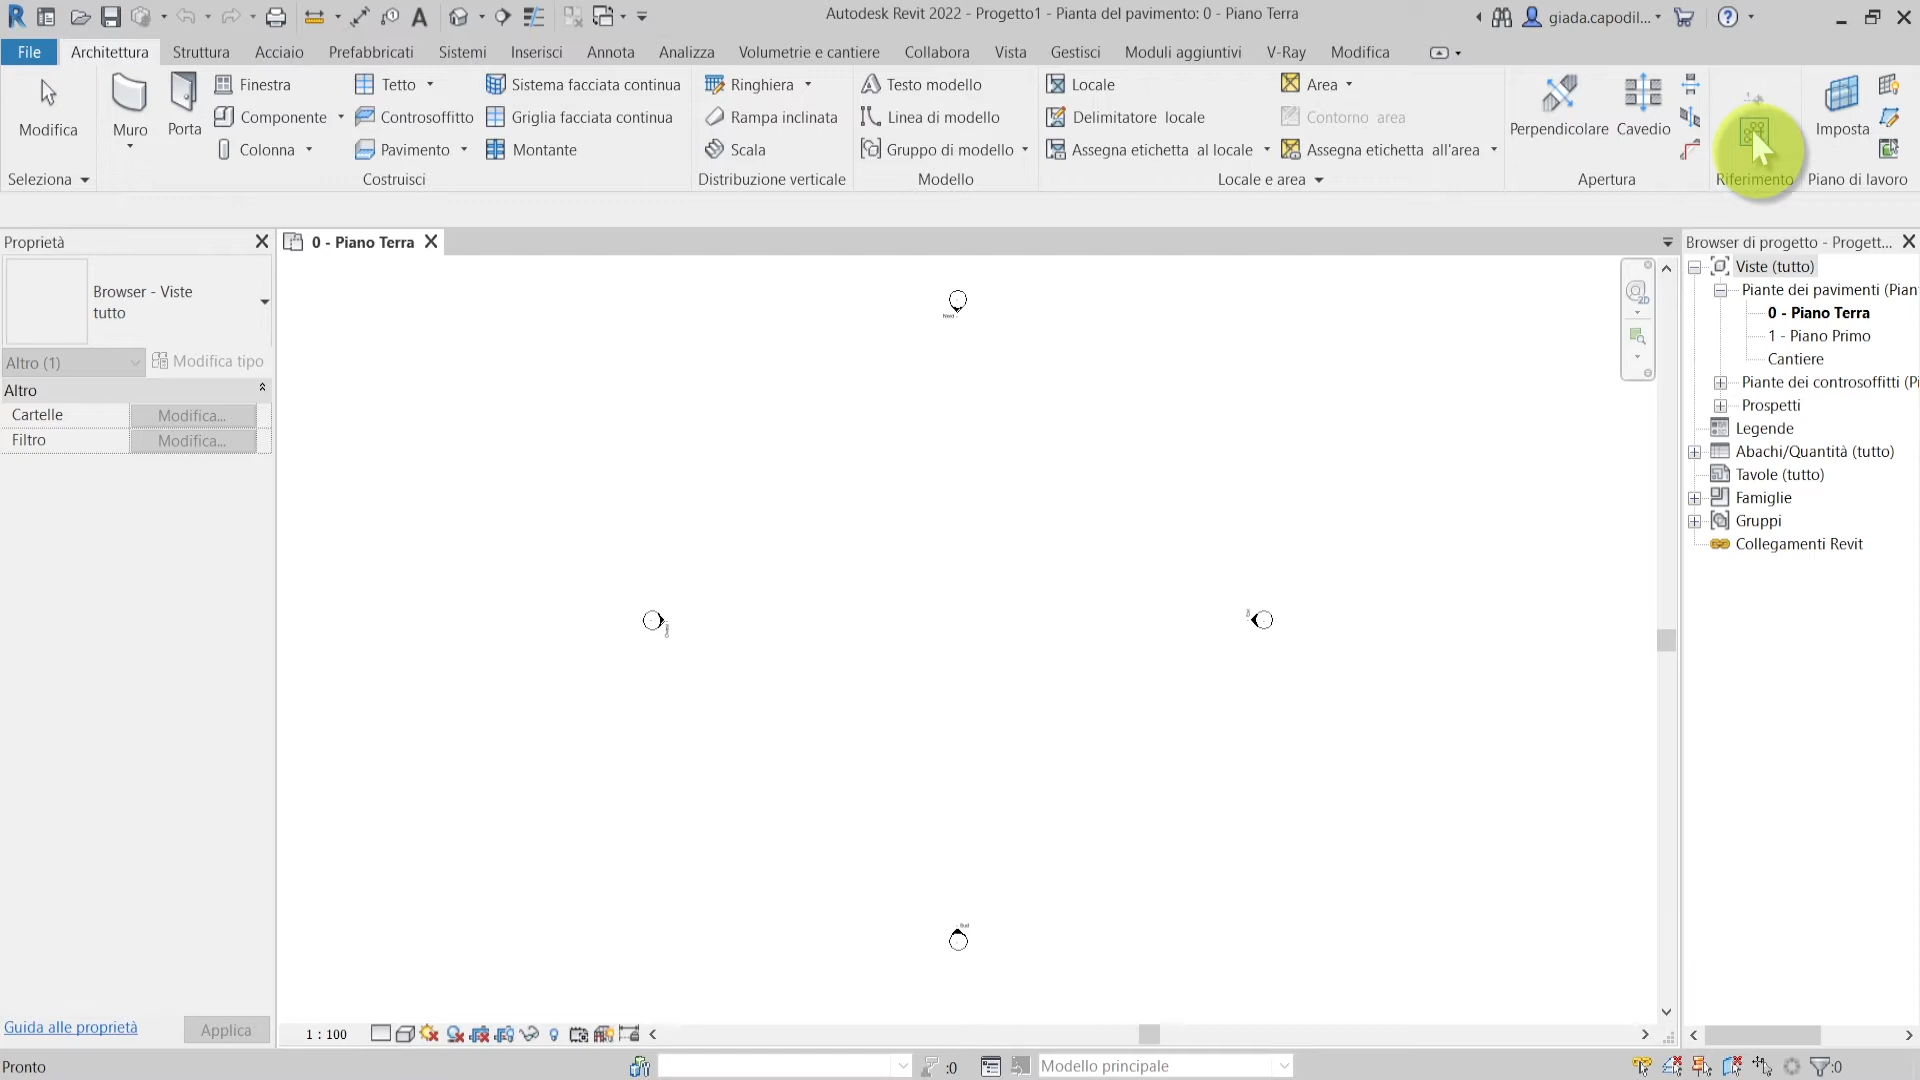 Autodesk Revit 2022 - Progetto1 - Pianta del pavimento: 0 - Piano Terra
giada.capodil...
File Architettura Struttura Acciaio Prefabbricati Sistemi Inserisci Annota Analizza Volumetrie e cantiere Collabora Vista Gestisci Moduli aggiuntivi V-Ray Modifica
Modifica
Muro
Porta
Finestra
Componente
Colonna
Tetto
Controsoffitto
Pavimento
Sistema facciata continua
Griglia facciata continua
Montante
Ringhiera
Rampa inclinata
Scala
Testo modello
Linea di modello
Gruppo di modello
Locale
Delimitatore locale
Assegna etichetta al locale
Area
Contorno area
Assegna etichetta all'area
Perpendicolare
Cavedio
Imposta
Seleziona
Costruisci
Distribuzione verticale
Modello
Locale e area
Apertura
Riferimento
Piano di lavoro
Proprietà
Browser - Viste
tutto
Altro (1)
Modifica tipo
Altro
Cartelle Modifica...
Filtro Modifica...
Guida alle proprietà
Applica
0 - Piano Terra
2D
Nord
Sud
1 : 100
Browser di progetto - Progett...
Viste (tutto)
Piante dei pavimenti (Pian
0 - Piano Terra
1 - Piano Primo
Cantiere
Piante dei controsoffitti (Pi
Prospetti
Legende
Abachi/Quantità (tutto)
Tavole (tutto)
Famiglie
Gruppi
Collegamenti Revit
Pronto
:0
Modello principale
:0